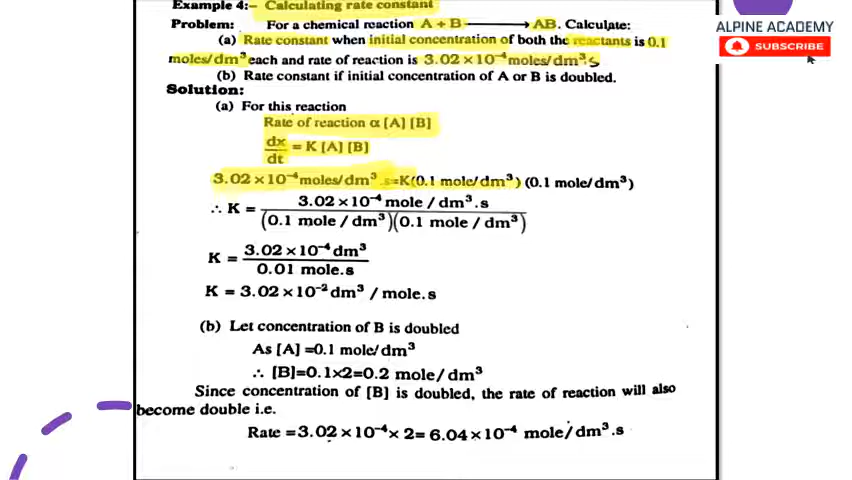 Example 4:- Calculating rate constant
Problem: For a chemical reaction A + B ⟶ AB. Calculate:
(a) Rate constant when initial concentration of both the reactants is 0.1
moles/dm³ each and rate of reaction is 3.02×10⁻⁴ moles/dm³.s
(b) Rate constant if initial concentration of A or B is doubled.
Solution:
(a) For this reaction
Rate of reaction α [A] [B]
dx/dt = K [A] [B]
3.02×10⁻⁴moles/dm³.s=K(0.1 mole/dm³) (0.1 mole/dm³)
∴ K = 3.02×10⁻⁴ mole / dm³.s / (0.1 mole / dm³)(0.1 mole / dm³)
K = 3.02×10⁻⁴dm³ / 0.01 mole.s
K = 3.02×10⁻²dm³ / mole.s
(b) Let concentration of B is doubled
As [A] =0.1 mole/dm³
∴ [B]=0.1×2=0.2 mole/dm³
Since concentration of [B] is doubled, the rate of reaction will also
become double i.e.
Rate =3.02×10⁻⁴× 2= 6.04×10⁻⁴ mole/dm³.s
ALPINE ACADEMY
SUBSCRIBE